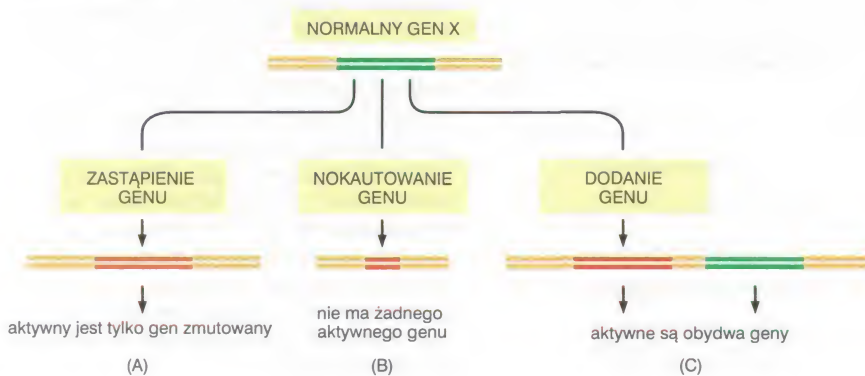 NORMALNY GEN X
ZASTĄPIENIE
GENU
NOKAUTOWANIE
GENU
DODANIE
GENU
aktywny jest tylko gen zmutowany
nie ma żadnego
aktywnego genu
aktywne są obydwa geny
(A)
(B)
(C)